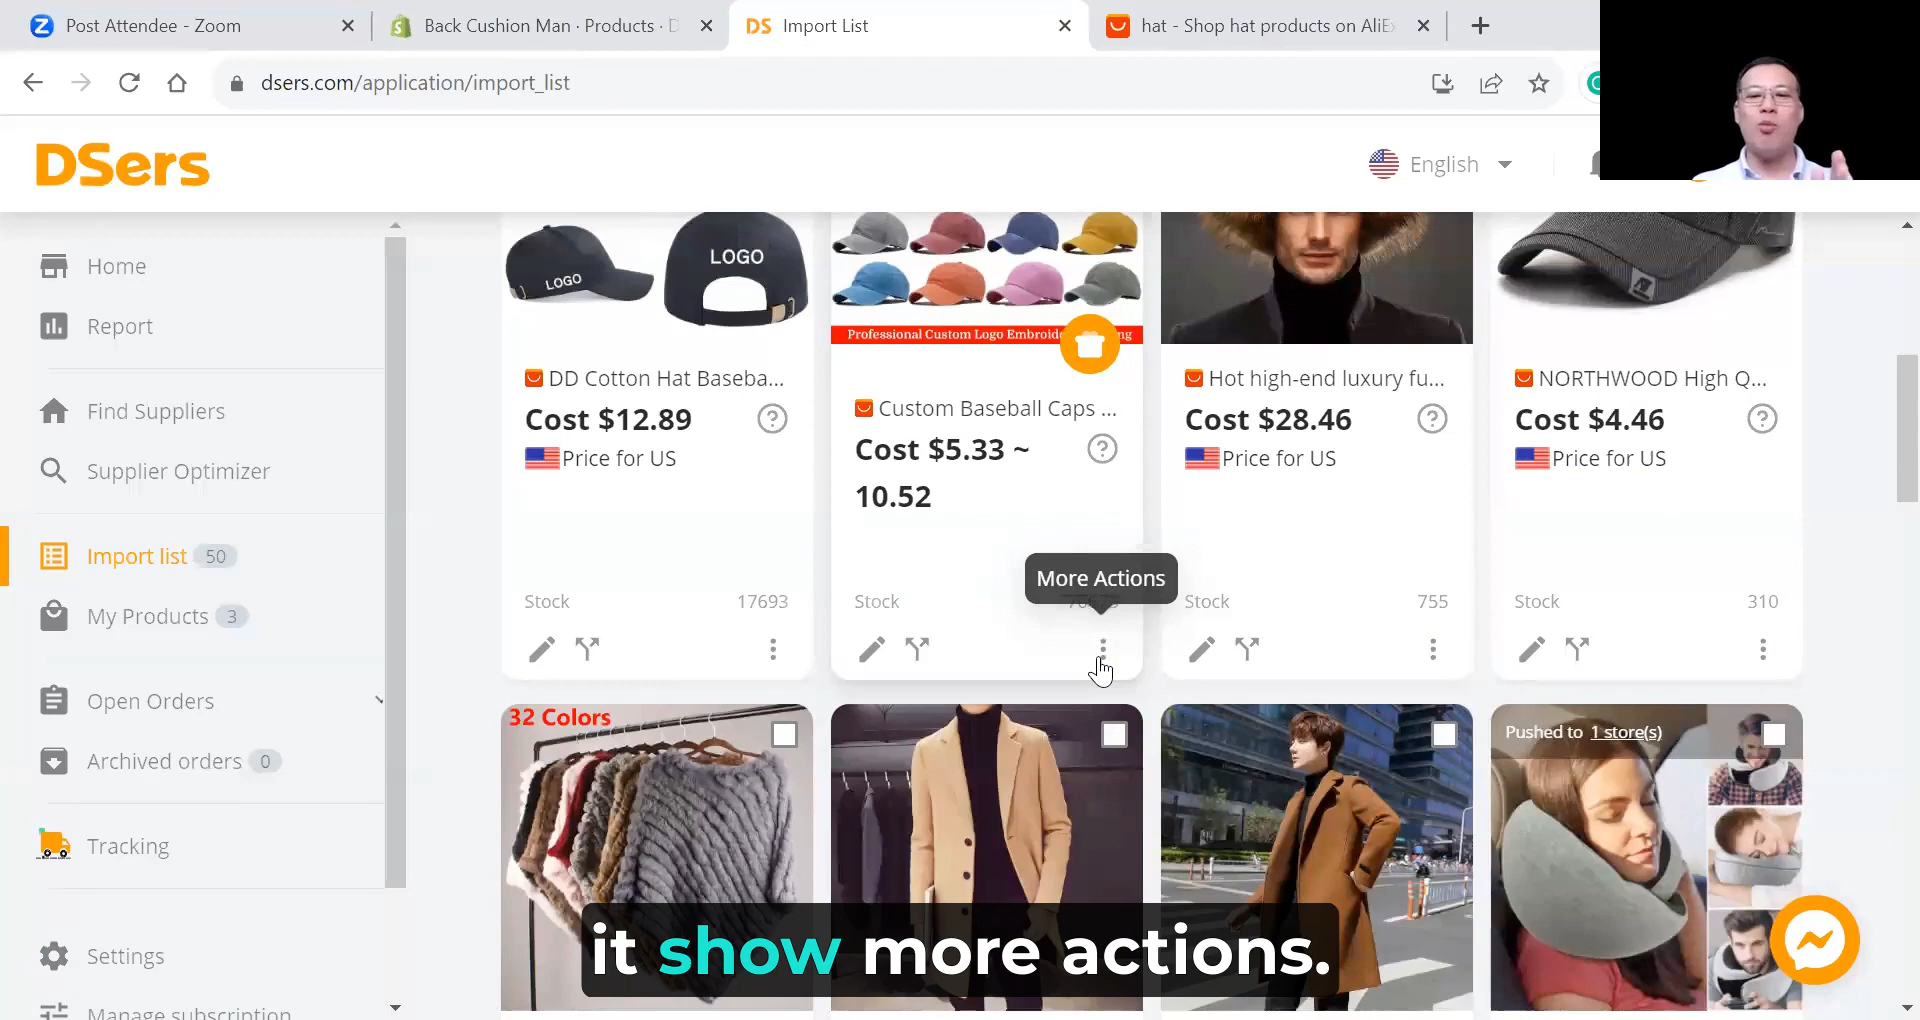 Post Attendee - Zoom
Back Cushion Man · Products · D
DS Import List
hat - Shop hat products on AliEx
dsers.com/application/import_list
DSers
English
Home
Report
Find Suppliers
Supplier Optimizer
Import list 50
My Products 3
Open Orders
Archived orders 0
Tracking
Settings
Manage subscription
LOGO
LOGO
DD Cotton Hat Baseba...
Cost $12.89
Price for US
Stock 17693
Professional Custom Logo
Custom Baseball Caps ...
Cost $5.33 ~
10.52
More Actions
Stock
Hot high-end luxury fu...
Cost $28.46
Price for US
Stock 755
NORTHWOOD High Q...
Cost $4.46
Price for US
Stock 310
32 Colors
Pushed to 1 store(s)
it show more actions.